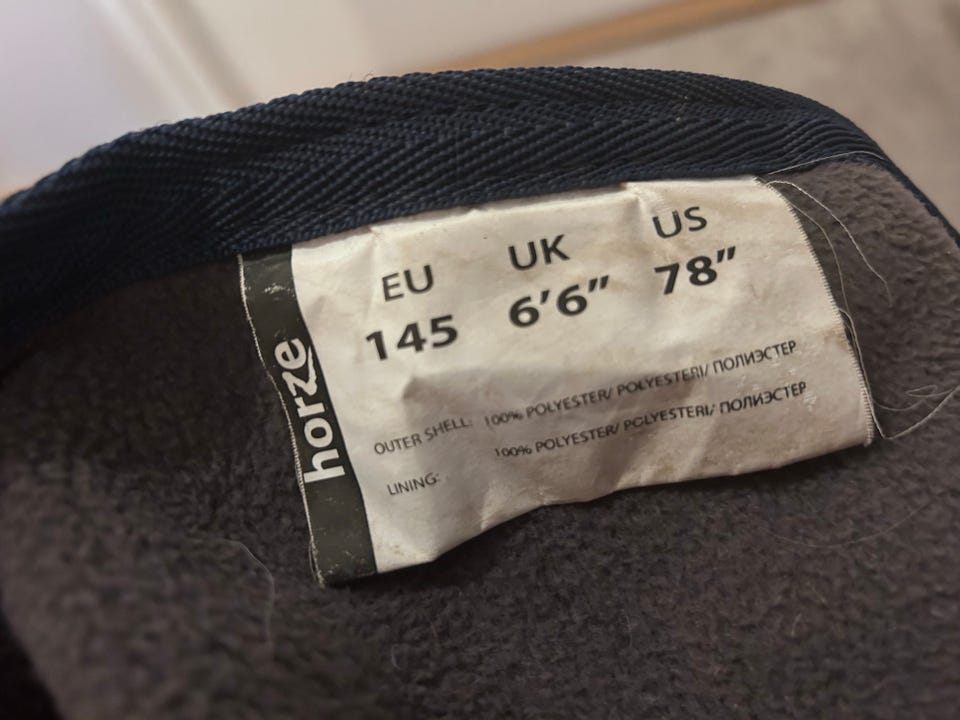 horze
EU UK US
145 6'6" 78"
OUTER SHELL: 100% POLYESTER/ POLYESTERI/ ПОЛИЭСТЕР
LINING: 100% POLYESTER/ POLYESTERI/ ПОЛИЭСТЕР